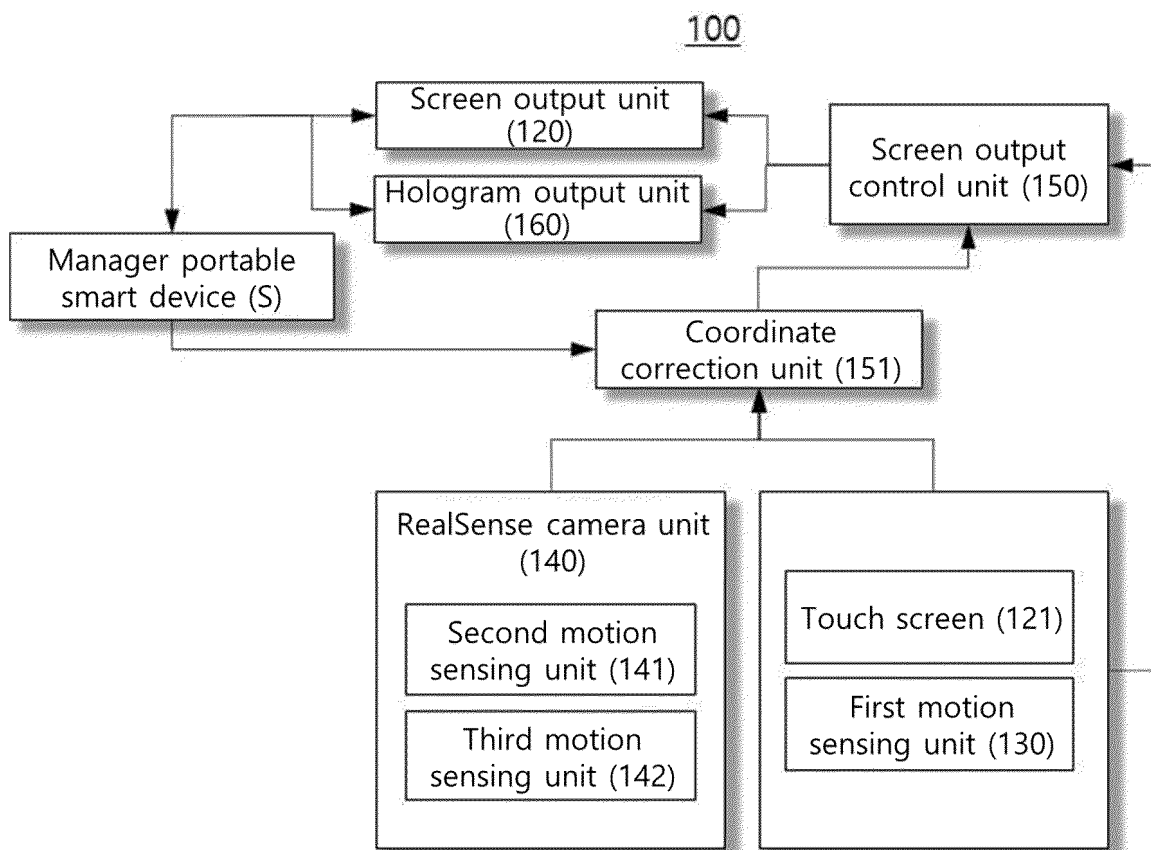 100
Screen output unit
(120)
Hologram output unit
(160)
Screen output
control unit (150)
Manager portable
smart device (S)
Coordinate
correction unit (151)
RealSense camera unit
(140)
Second motion
sensing unit (141)
Third motion
sensing unit (142)
Touch screen (121)
First motion
sensing unit (130)